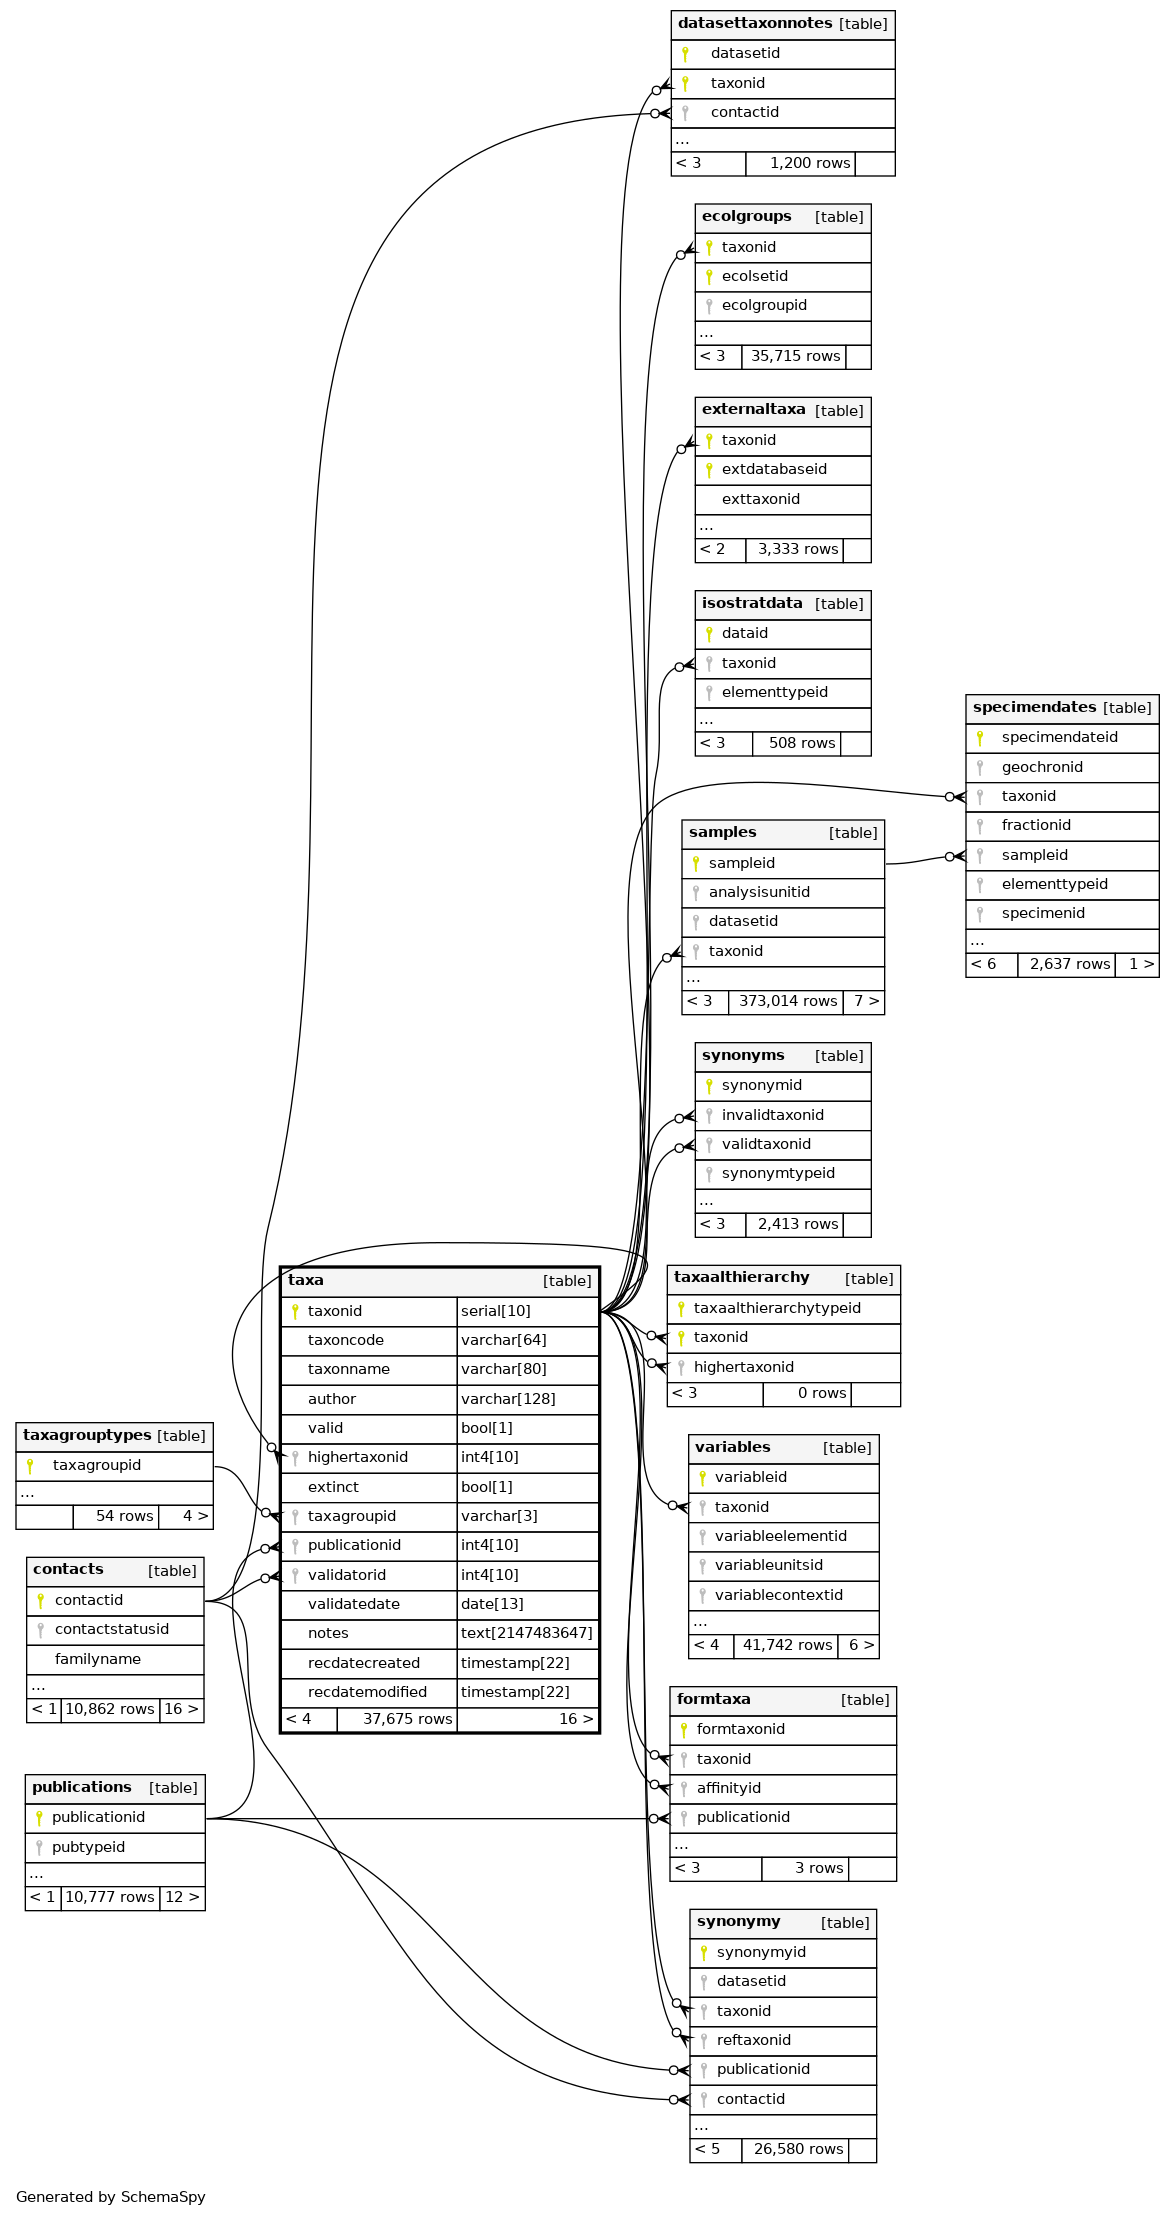 datasettaxonnotes [table]
datasetid
taxonid
contactid
...
< 3 1,200 rows
ecolgroups [table]
taxonid
ecolsetid
ecolgroupid
...
< 3 35,715 rows
externaltaxa [table]
taxonid
extdatabaseid
exttaxonid
...
< 2 3,333 rows
isostratdata [table]
dataid
taxonid
elementtypeid
...
< 3 508 rows
specimendates [table]
specimendateid
geochronid
taxonid
fractionid
sampleid
elementtypeid
specimenid
...
< 6 2,637 rows 1 >
samples [table]
sampleid
analysisunitid
datasetid
taxonid
...
< 3 373,014 rows 7 >
synonyms [table]
synonymid
invalidtaxonid
validtaxonid
synonymtypeid
...
< 3 2,413 rows
taxa [table]
taxonid serial[10]
taxoncode varchar[64]
taxonname varchar[80]
author varchar[128]
valid bool[1]
highertaxonid int4[10]
extinct bool[1]
taxagroupid varchar[3]
publicationid int4[10]
validatorid int4[10]
validatedate date[13]
notes text[2147483647]
recdatecreated timestamp[22]
recdatemodified timestamp[22]
< 4 37,675 rows 16 >
taxaalthierarchy [table]
taxaalthierarchytypeid
taxonid
highertaxonid
< 3 0 rows
taxagrouptypes [table]
taxagroupid
...
54 rows 4 >
variables [table]
variableid
taxonid
variableelementid
variableunitsid
variablecontextid
...
< 4 41,742 rows 6 >
contacts [table]
contactid
contactstatusid
familyname
...
< 1 10,862 rows 16 >
formtaxa [table]
formtaxonid
taxonid
affinityid
publicationid
...
< 3 3 rows
publications [table]
publicationid
pubtypeid
...
< 1 10,777 rows 12 >
synonymy [table]
synonymyid
datasetid
taxonid
reftaxonid
publicationid
contactid
...
< 5 26,580 rows
Generated by SchemaSpy